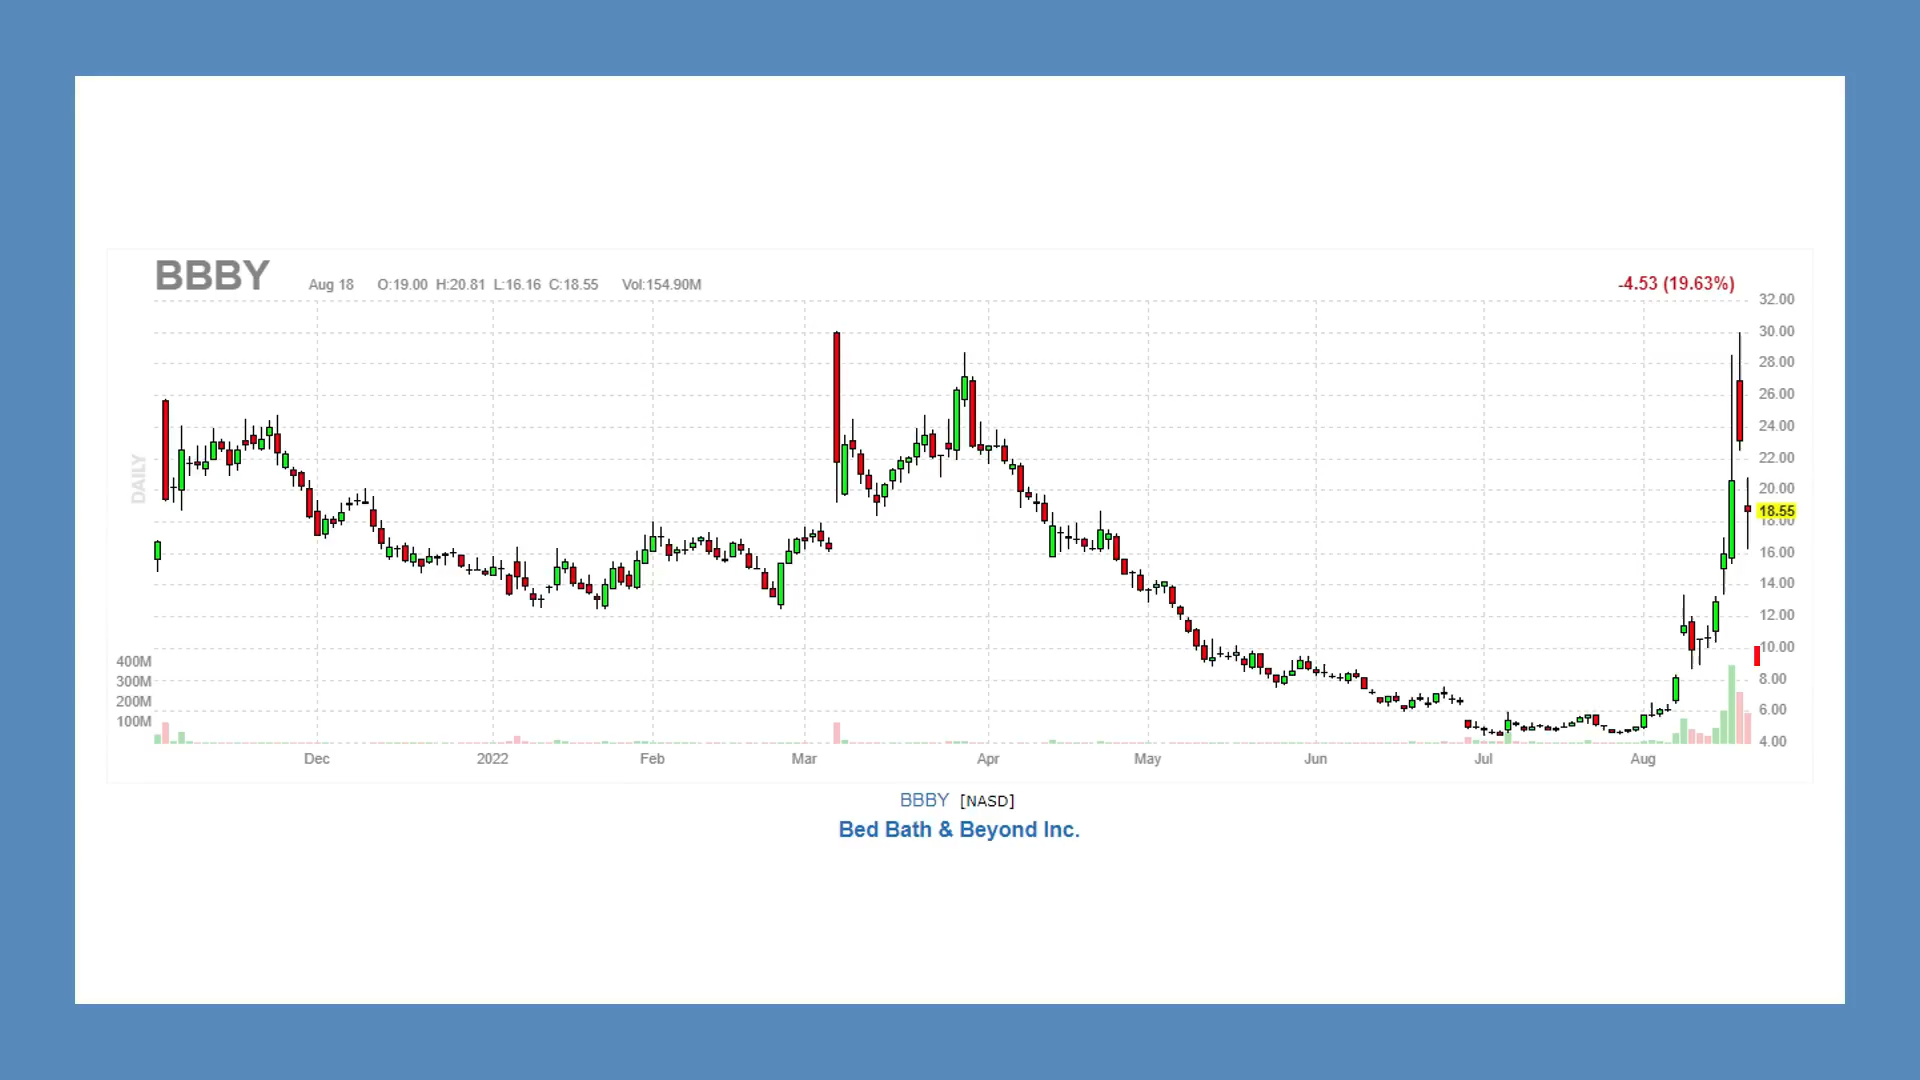 BBBY Aug 18 O:19.00 H:20.81 L:16.16 C:18.55 Vol:154.90M -4.53 (19.63%)
32.00
30.00
28.00
26.00
24.00
22.00
DAILY
20.00
18.55
18.00
16.00
14.00
12.00
10.00
400M
300M 8.00
200M 6.00
100M
4.00
Dec 2022 Feb Mar Apr May Jun Jul Aug
BBBY [NASD]
Bed Bath & Beyond Inc.